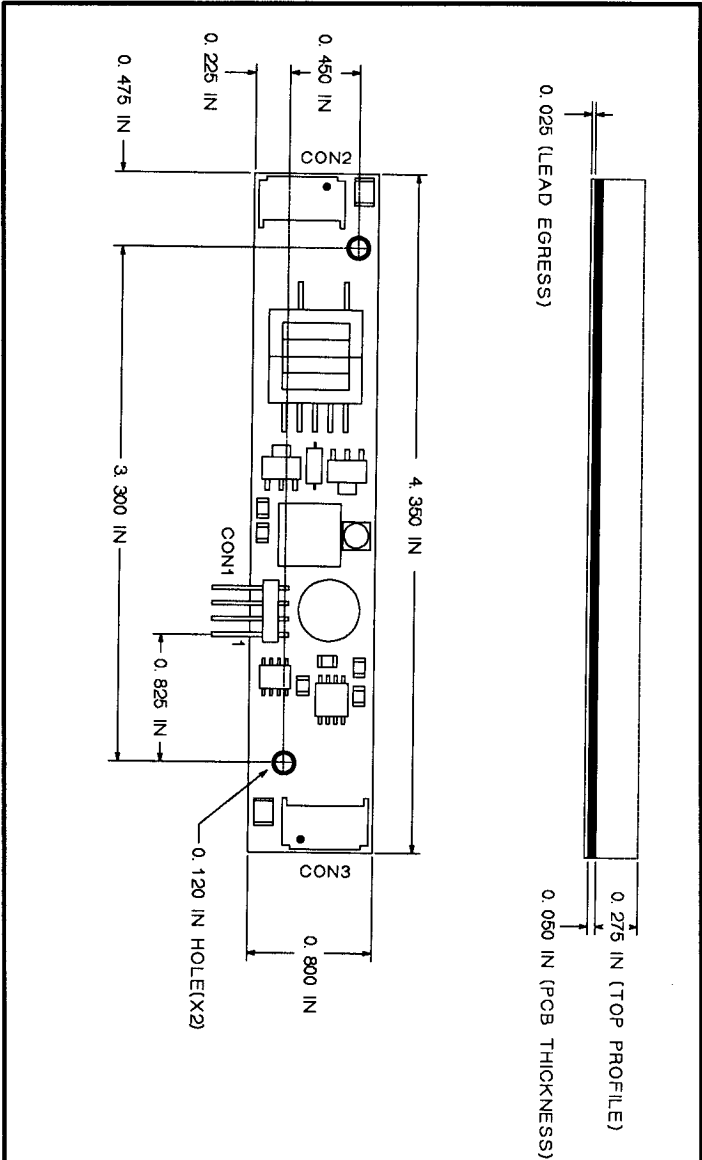 0.025 (LEAD EGRESS)
0.275 IN (TOP PROFILE)
0.050 IN (PCB THICKNESS)
0.450 IN
0.225 IN
0.475 IN
CON2
4.350 IN
3.300 IN
CON1
1
0.825 IN
CON3
0.800 IN
0.120 IN HOLE(X2)